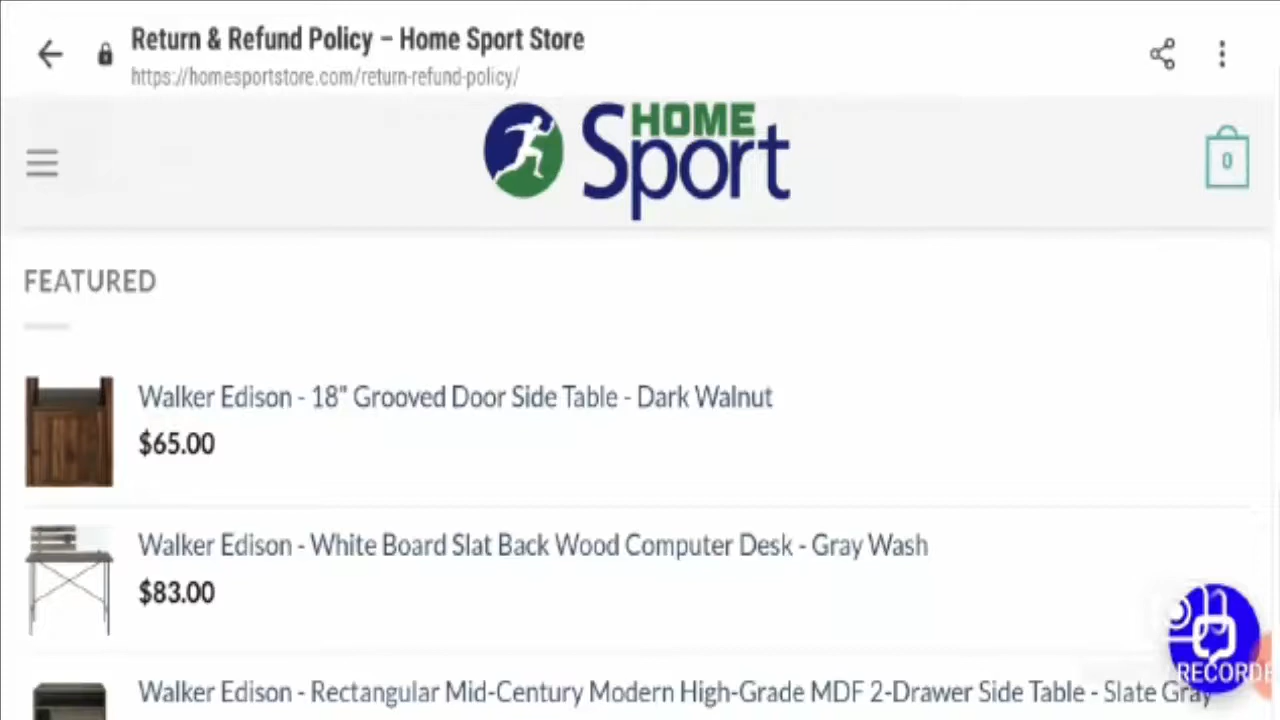 Return & Refund Policy – Home Sport Store
https://homesportstore.com/return-refund-policy/
HOME
Sport
0
FEATURED
Walker Edison - 18" Grooved Door Side Table - Dark Walnut
$65.00
Walker Edison - White Board Slat Back Wood Computer Desk - Gray Wash
$83.00
Walker Edison - Rectangular Mid-Century Modern High-Grade MDF 2-Drawer Side Table - Slate Gray
RECORDE